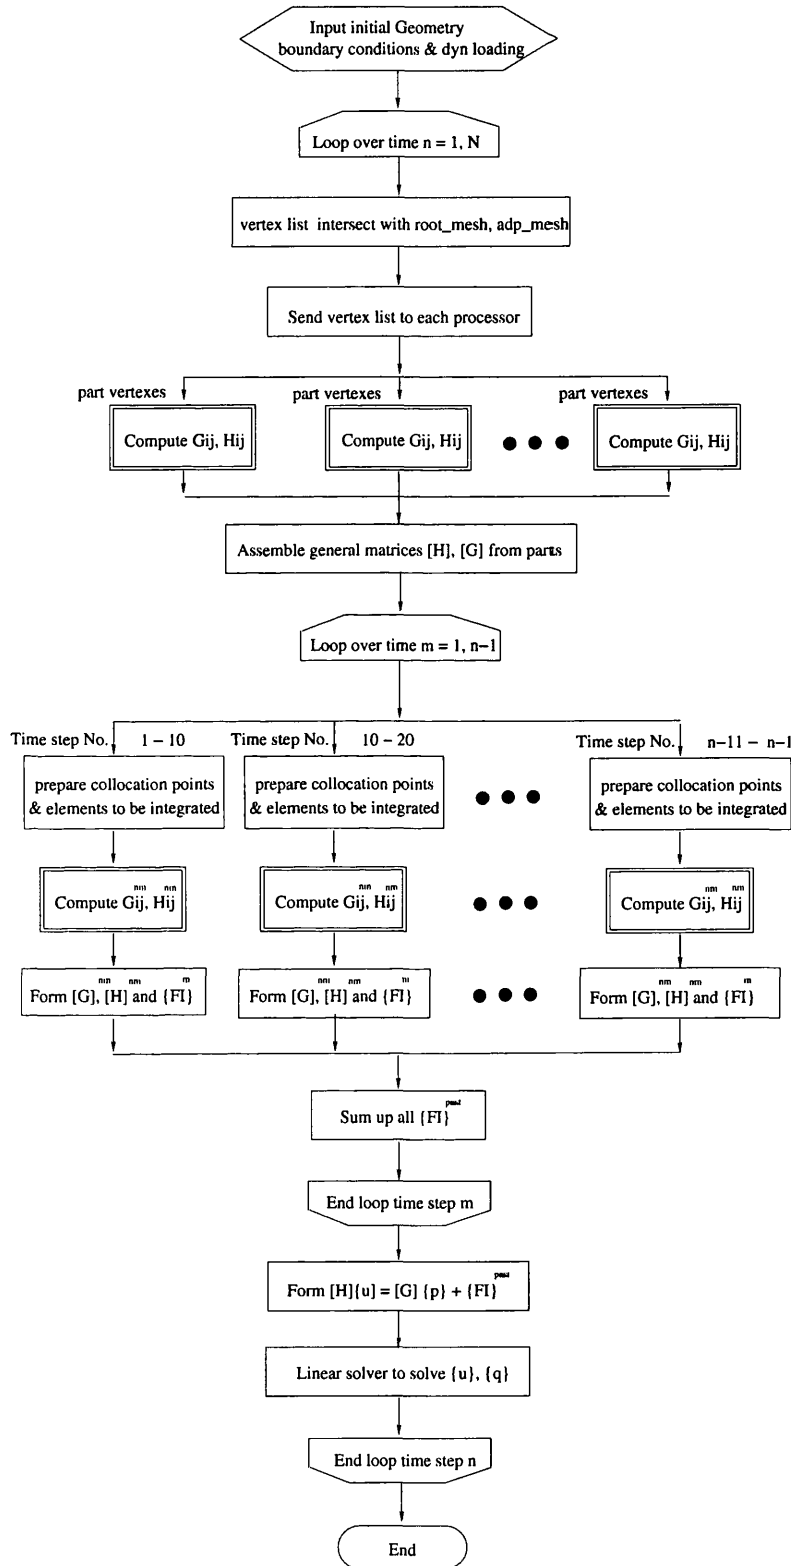 Input initial Geometry
boundary conditions & dyn loading
Loop over time n = 1, N
vertex list intersect with root_mesh, adp_mesh
Send vertex list to each processor
part vertexes
part vertexes
part vertexes
Compute Gij, Hij
Compute Gij, Hij
Compute Gij, Hij
Assemble general matrices [H], [G] from parts
Loop over time m = 1, n−1
Time step No. 1 – 10
Time step No. 10 – 20
Time step No. n−11 – n−1
prepare collocation points
& elements to be integrated
prepare collocation points
& elements to be integrated
prepare collocation points
& elements to be integrated
nm nm
Compute Gij, Hij
nm nm
Compute Gij, Hij
nm nm
Compute Gij, Hij
nm nm m
Form [G], [H] and {FI}
nm nm m
Form [G], [H] and {FI}
nm nm m
Form [G], [H] and {FI}
past
Sum up all {FI}
End loop time step m
past
Form [H]{u} = [G] {p} + {FI}
Linear solver to solve {u}, {q}
End loop time step n
End